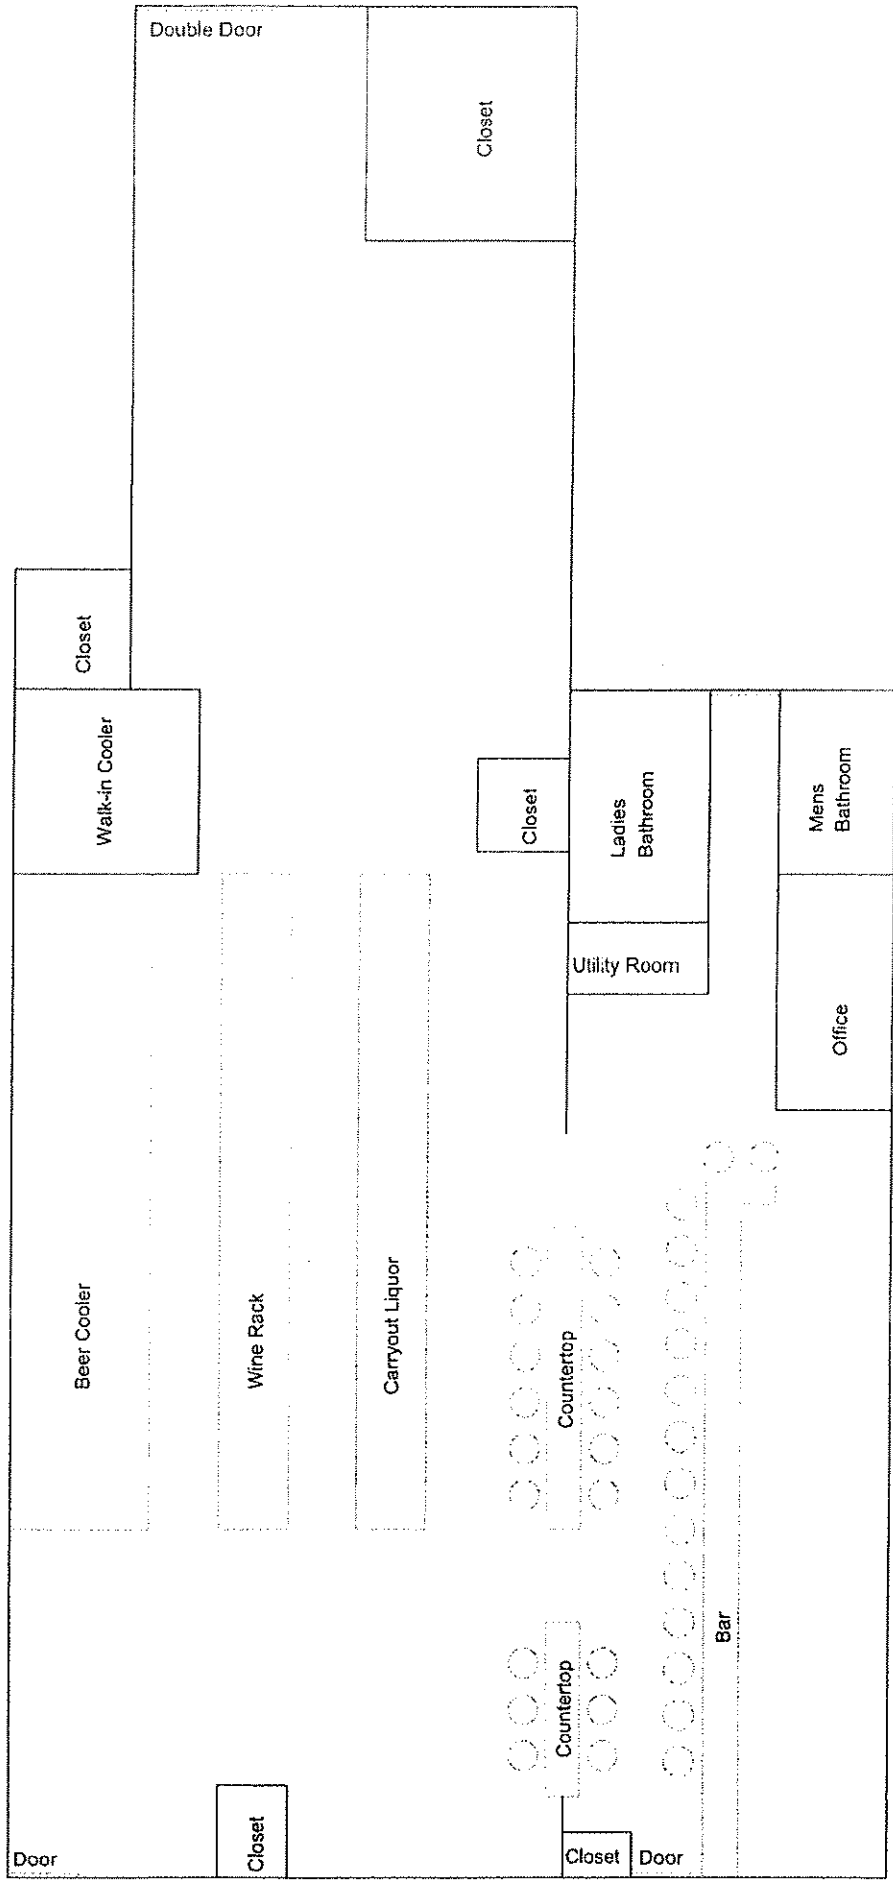 Double Door
Closet
Closet
Walk-in Cooler
Closet
Ladies
Bathroom
Mens
Bathroom
Utility Room
Office
Beer Cooler
Wine Rack
Carryout Liquor
Countertop
Countertop
Bar
Door
Closet
Closet
Door